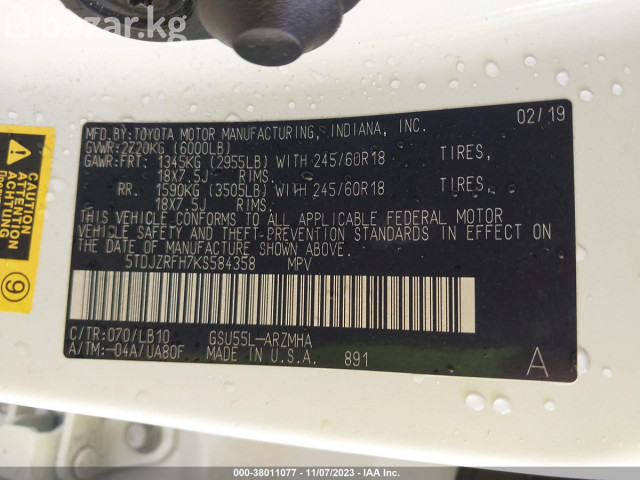 bazar.kg
MFD.BY:TOYOTA MOTOR MANUFACTURING, INDIANA, INC. 02/19
GVWR:2720KG (6000LB)
GAWR:FRT: 1345KG (2955LB) WITH 245/60R18 TIRES,
18X7.5J RIMS.
RR. 1590KG (3505LB) WITH 245/60R18 TIRES,
18X7.5J RIMS.
THIS VEHICLE CONFORMS TO ALL APPLICABLE FEDERAL MOTOR
VEHICLE SAFETY AND THEFT-PREVENTION STANDARDS IN EFFECT ON THE
DATE OF MANUFACTURE SHOWN ABOVE.
5TDJZRFH7KS584358 MPV
C/TR:070/LB10 GSU55L-ARZMHA
A/TM:-04A/UA80F MADE IN U.S.A. 891 A
CAUTION
ATTENTION
9
000-38011077 - 11/07/2023 - IAA Inc.